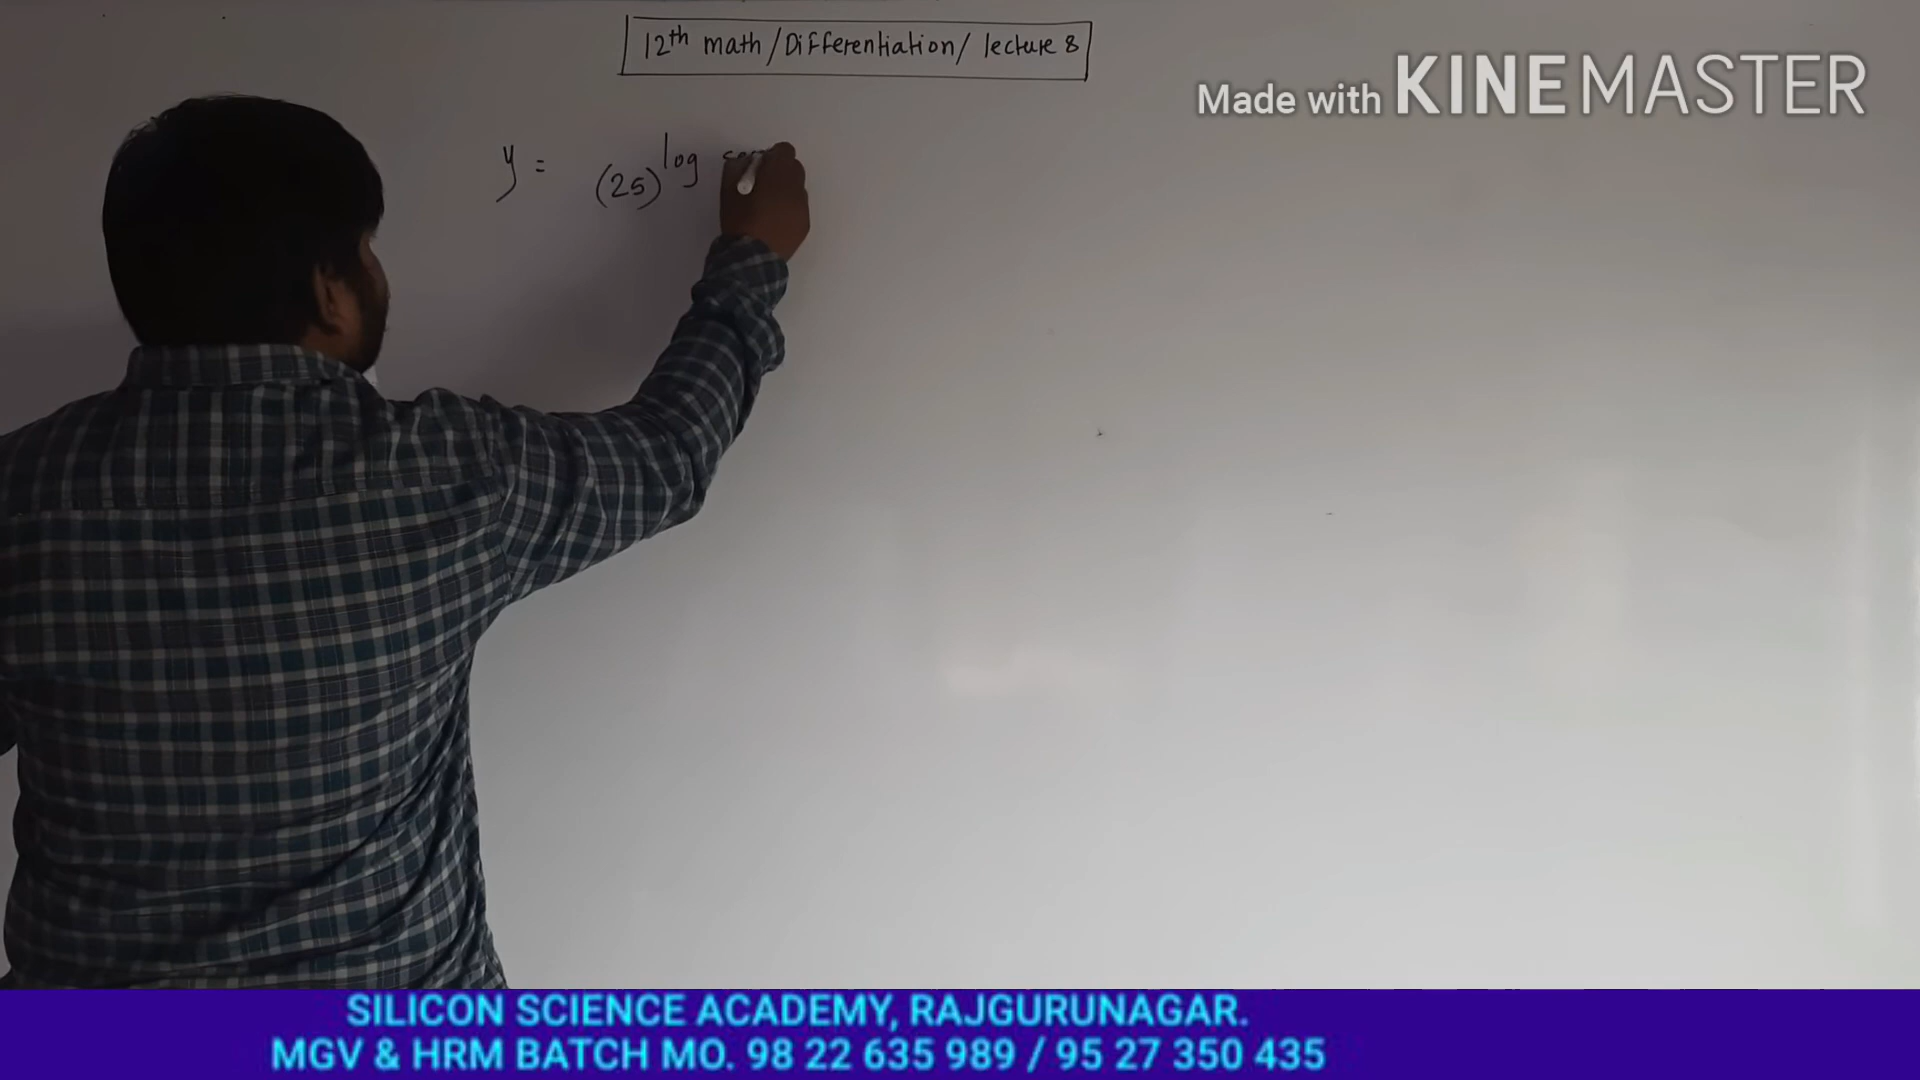 12th math/Differentiation/ lecture 8
Made with KINEMASTER
y = (25)^log
SILICON SCIENCE ACADEMY, RAJGURUNAGAR.
MGV & HRM BATCH MO. 98 22 635 989 / 95 27 350 435